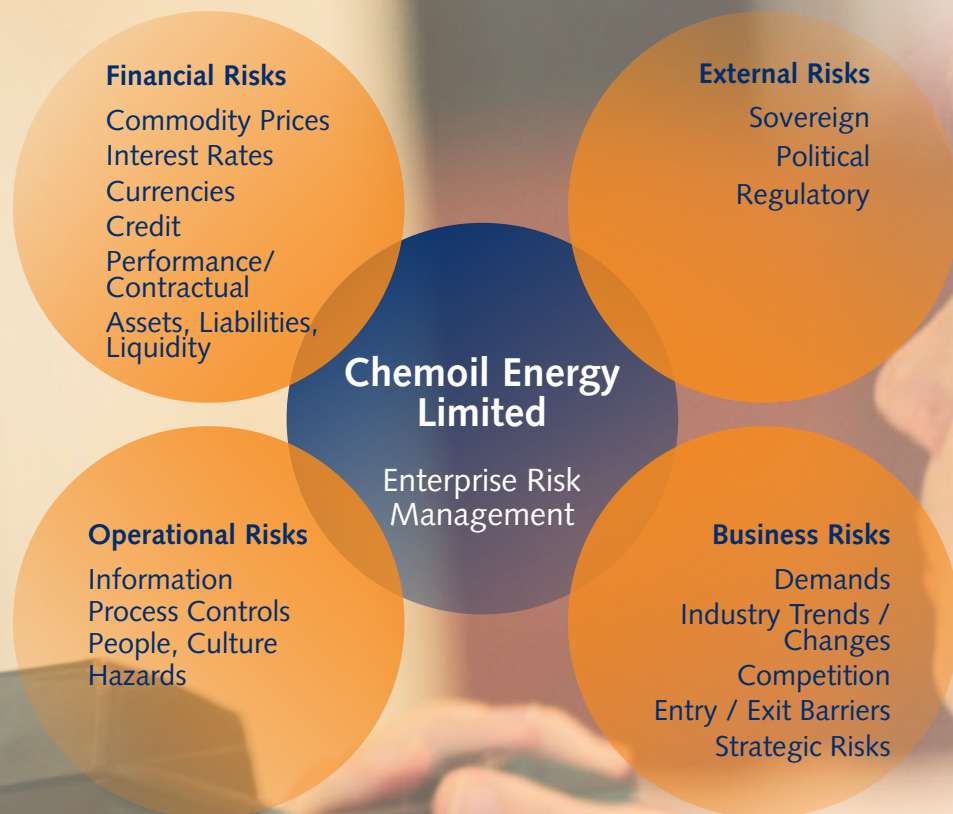 Financial Risks
Commodity Prices
Interest Rates
Currencies
Credit
Performance/
Contractual
Assets, Liabilities,
Liquidity
External Risks
Sovereign
Political
Regulatory
Chemoil Energy
Limited
Enterprise Risk
Management
Operational Risks
Information
Process Controls
People, Culture
Hazards
Business Risks
Demands
Industry Trends /
Changes
Competition
Entry / Exit Barriers
Strategic Risks